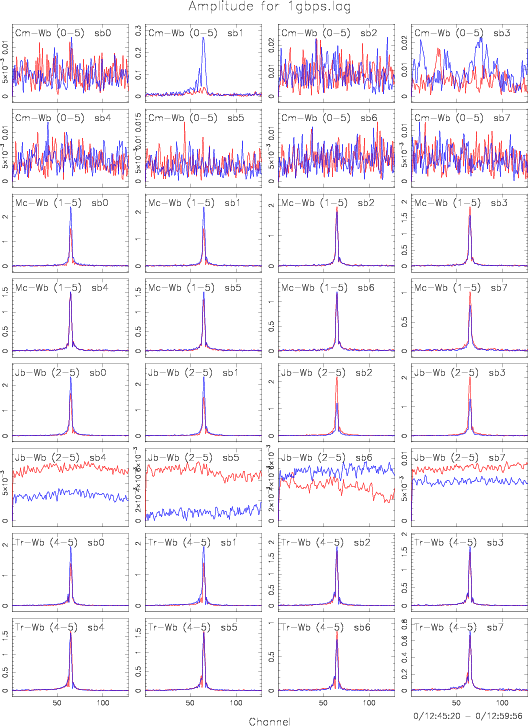 Amplitude for 1gbps.lag
Cm-Wb (0-5) sb0 Cm-Wb (0-5) sb1 Cm-Wb (0-5) sb2 Cm-Wb (0-5) sb3
Cm-Wb (0-5) sb4 Cm-Wb (0-5) sb5 Cm-Wb (0-5) sb6 Cm-Wb (0-5) sb7
Mc-Wb (1-5) sb0 Mc-Wb (1-5) sb1 Mc-Wb (1-5) sb2 Mc-Wb (1-5) sb3
Mc-Wb (1-5) sb4 Mc-Wb (1-5) sb5 Mc-Wb (1-5) sb6 Mc-Wb (1-5) sb7
Jb-Wb (2-5) sb0 Jb-Wb (2-5) sb1 Jb-Wb (2-5) sb2 Jb-Wb (2-5) sb3
Jb-Wb (2-5) sb4 Jb-Wb (2-5) sb5 Jb-Wb (2-5) sb6 Jb-Wb (2-5) sb7
Tr-Wb (4-5) sb0 Tr-Wb (4-5) sb1 Tr-Wb (4-5) sb2 Tr-Wb (4-5) sb3
Tr-Wb (4-5) sb4 Tr-Wb (4-5) sb5 Tr-Wb (4-5) sb6 Tr-Wb (4-5) sb7
50 100 50 100 50 100 50 100
Channel
0/12:45:20 - 0/12:59:56